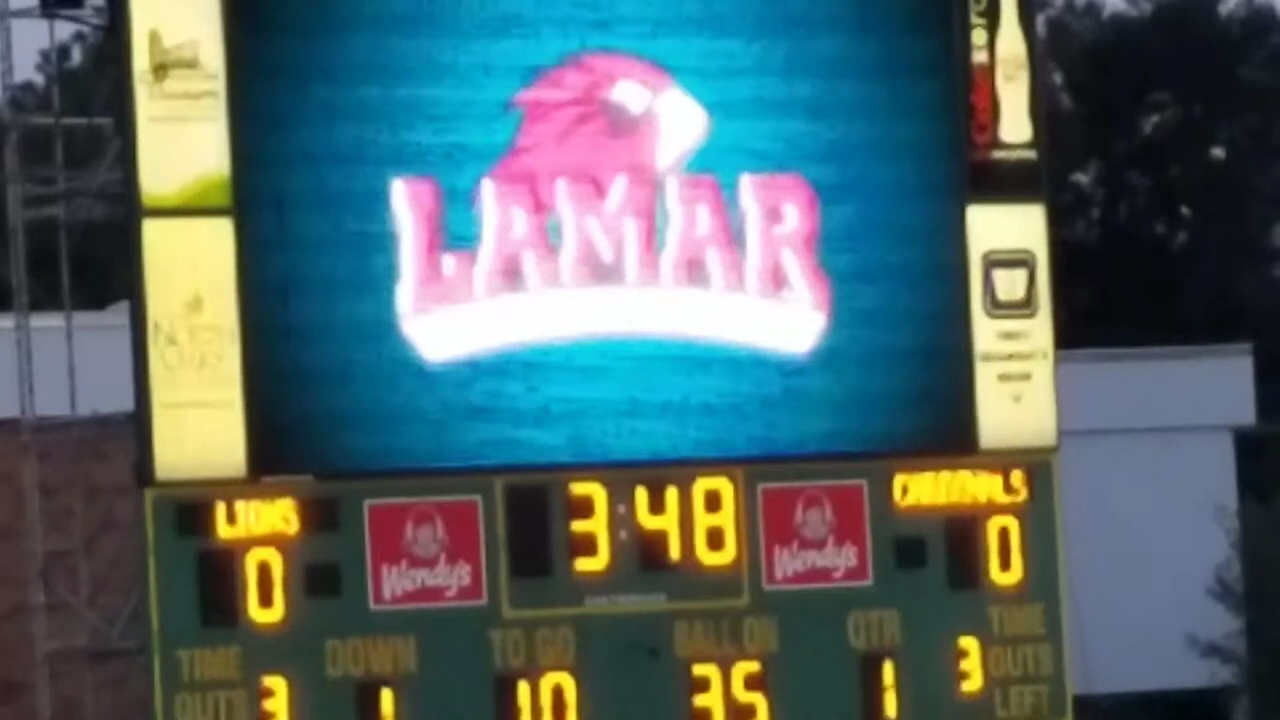 LAMAR
LIONS
3:48
CARDINALS
0
Wendy's
Wendy's
0
DOWN
TO GO
BALL ON
QTR
TIME
OUTS
LEFT
TIME
OUTS
3
1
10
35
1
3